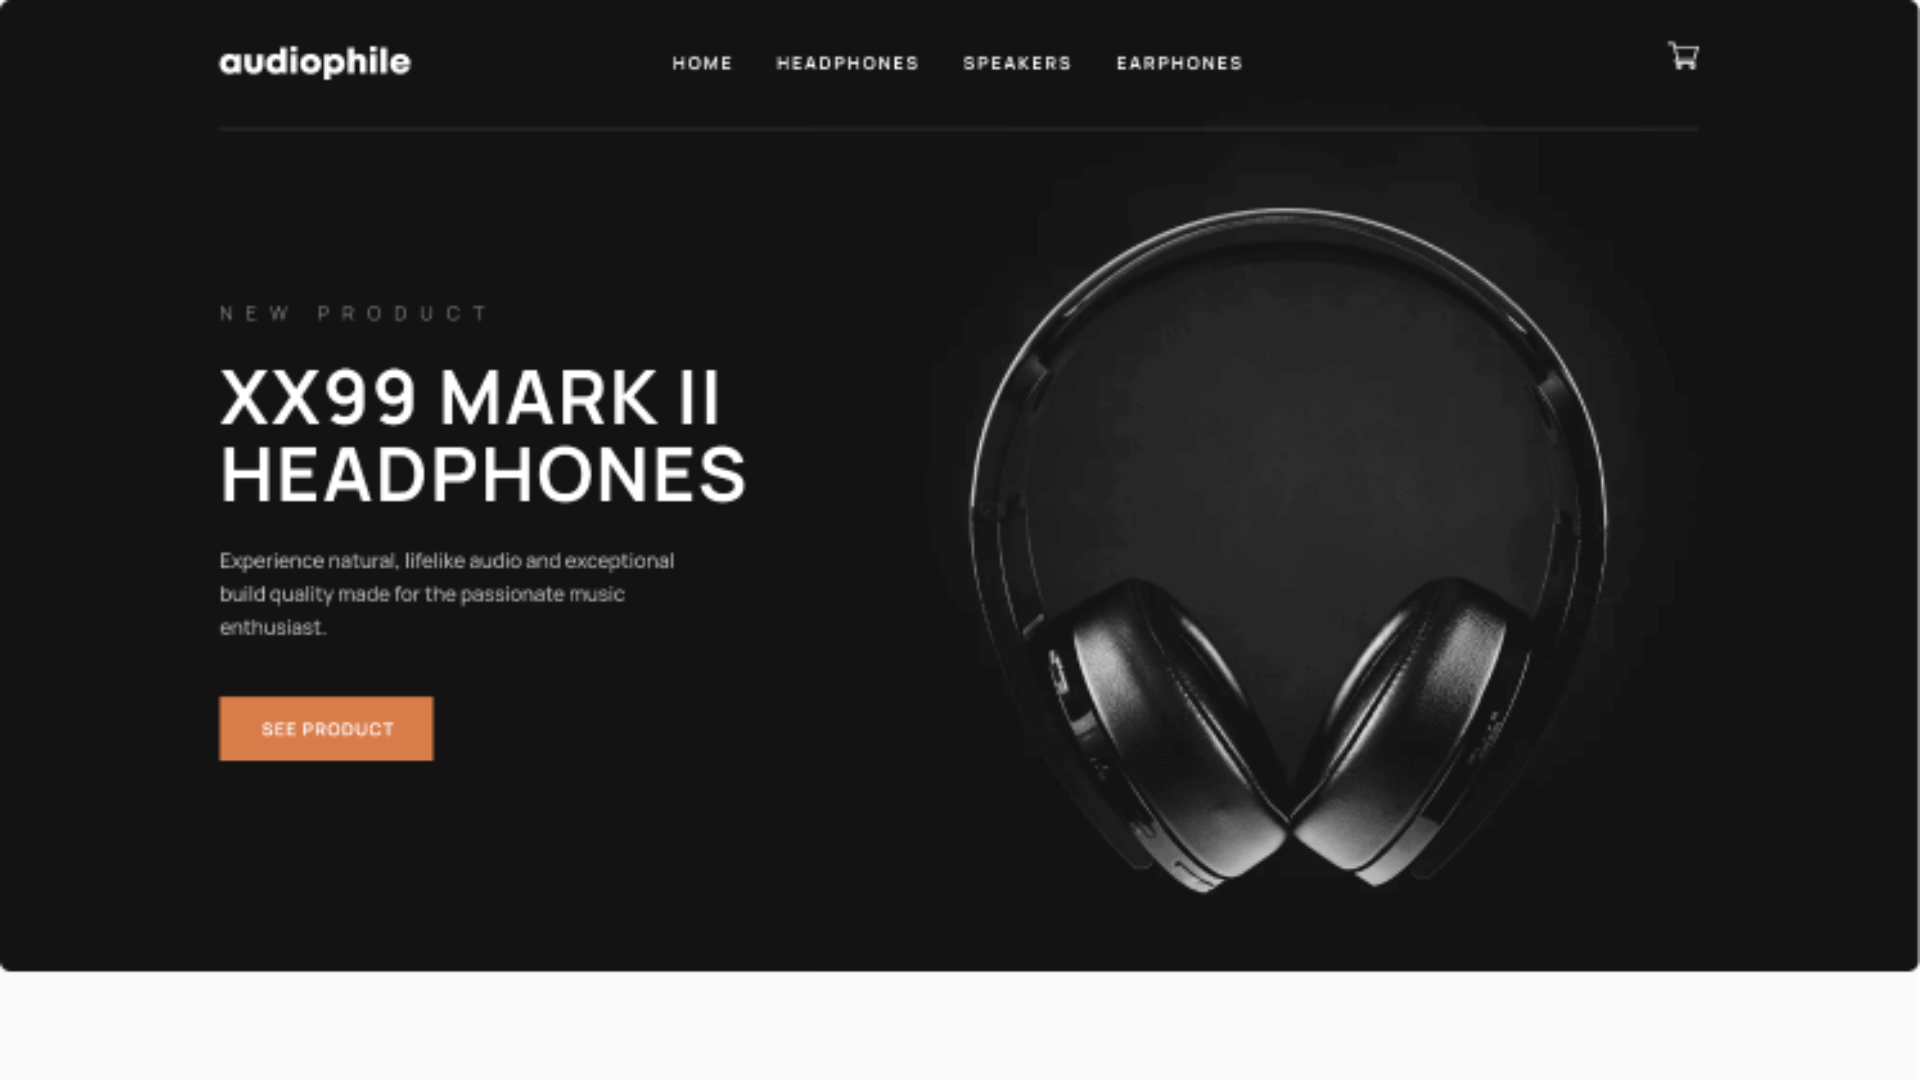 audiophile
HOME HEADPHONES SPEAKERS EARPHONES
NEW PRODUCT
XX99 MARK II
HEADPHONES
Experience natural, lifelike audio and exceptional
build quality made for the passionate music
enthusiast.
SEE PRODUCT